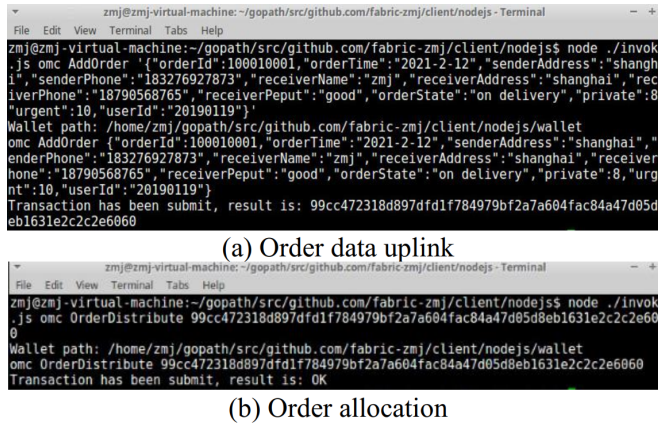 zmj@zmj-virtual-machine: ~/gopath/src/github.com/fabric-zmj/client/nodejs - Terminal
File Edit View Terminal Tabs Help
zmj@zmj-virtual-machine:~/gopath/src/github.com/fabric-zmj/client/nodejs$ node ./invok
.js omc AddOrder '{"orderId":100010001,"orderTime":"2021-2-12","senderAddress":"shangh
i","senderPhone":"183276927873","receiverName":"zmj","receiverAddress":"shanghai","rec
iverPhone":"18790568765","receiverPeput":"good","orderState":"on delivery","private":8
"urgent":10,"userId":"20190119"}'
Wallet path: /home/zmj/gopath/src/github.com/fabric-zmj/client/nodejs/wallet
omc AddOrder {"orderId":100010001,"orderTime":"2021-2-12","senderAddress":"shanghai","
enderPhone":"183276927873","receiverName":"zmj","receiverAddress":"shanghai","receiver
hone":"18790568765","receiverPeput":"good","orderState":"on delivery","private":8,"urg
nt":10,"userId":"20190119"}
Transaction has been submit, result is: 99cc472318d897dfd1f784979bf2a7a604fac84a47d05d
eb1631e2c2c2e6060
(a) Order data uplink
zmj@zmj-virtual-machine: ~/gopath/src/github.com/fabric-zmj/client/nodejs - Terminal
File Edit View Terminal Tabs Help
zmj@zmj-virtual-machine:~/gopath/src/github.com/fabric-zmj/client/nodejs$ node ./invok
.js omc OrderDistribute 99cc472318d897dfd1f784979bf2a7a604fac84a47d05d8eb1631e2c2c2e60
0
Wallet path: /home/zmj/gopath/src/github.com/fabric-zmj/client/nodejs/wallet
omc OrderDistribute 99cc472318d897dfd1f784979bf2a7a604fac84a47d05d8eb1631e2c2c2e6060
Transaction has been submit, result is: OK
(b) Order allocation